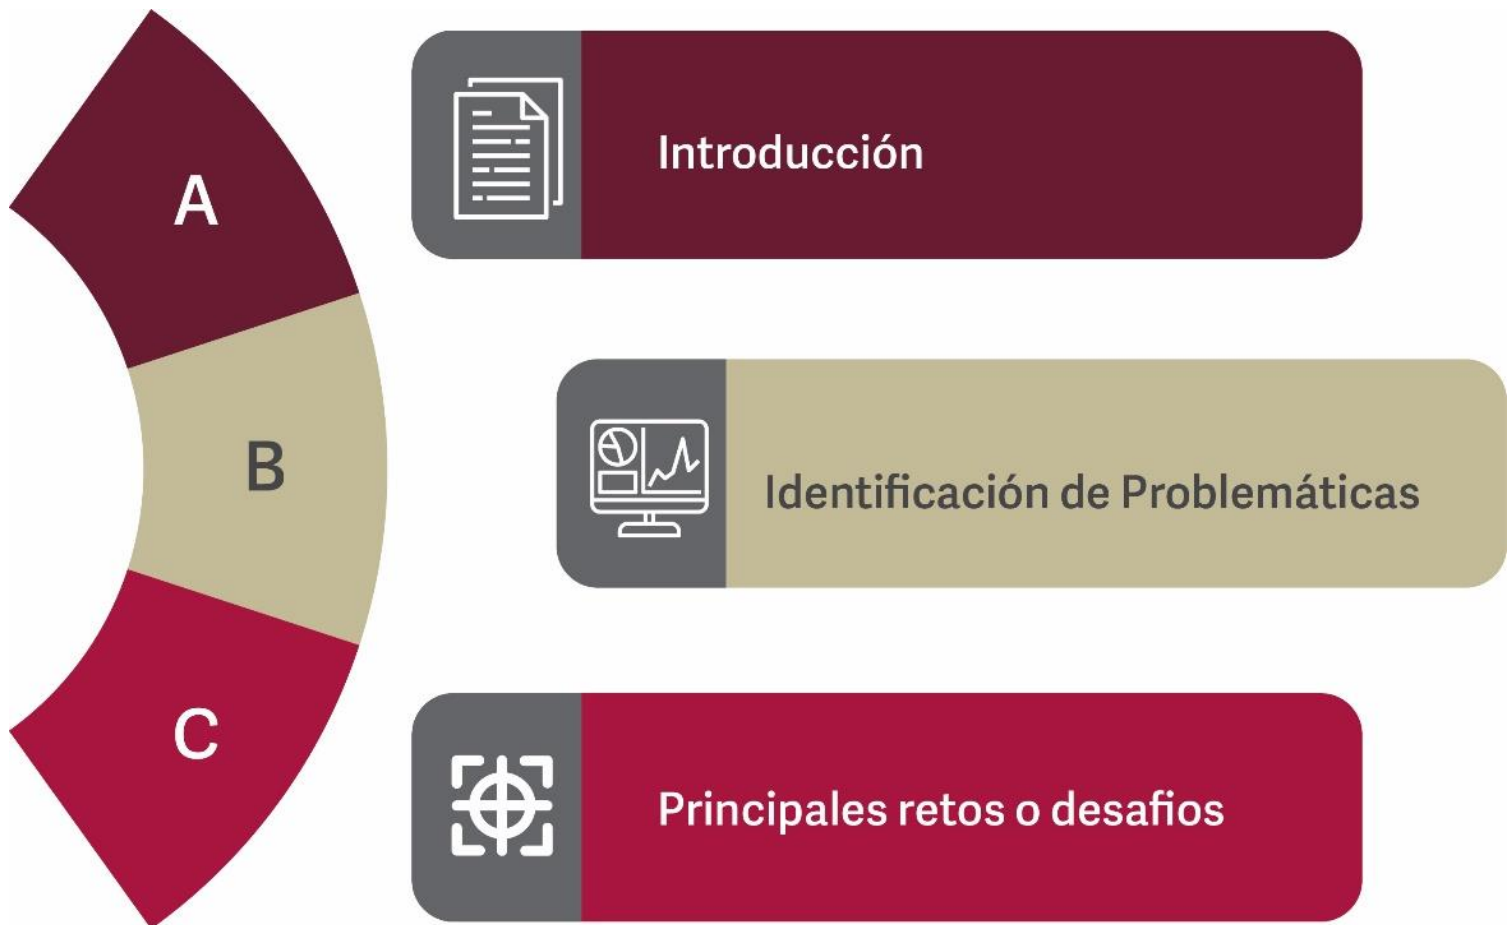 A
Introducción
B
Identificación de Problemáticas
C
Principales retos o desafios